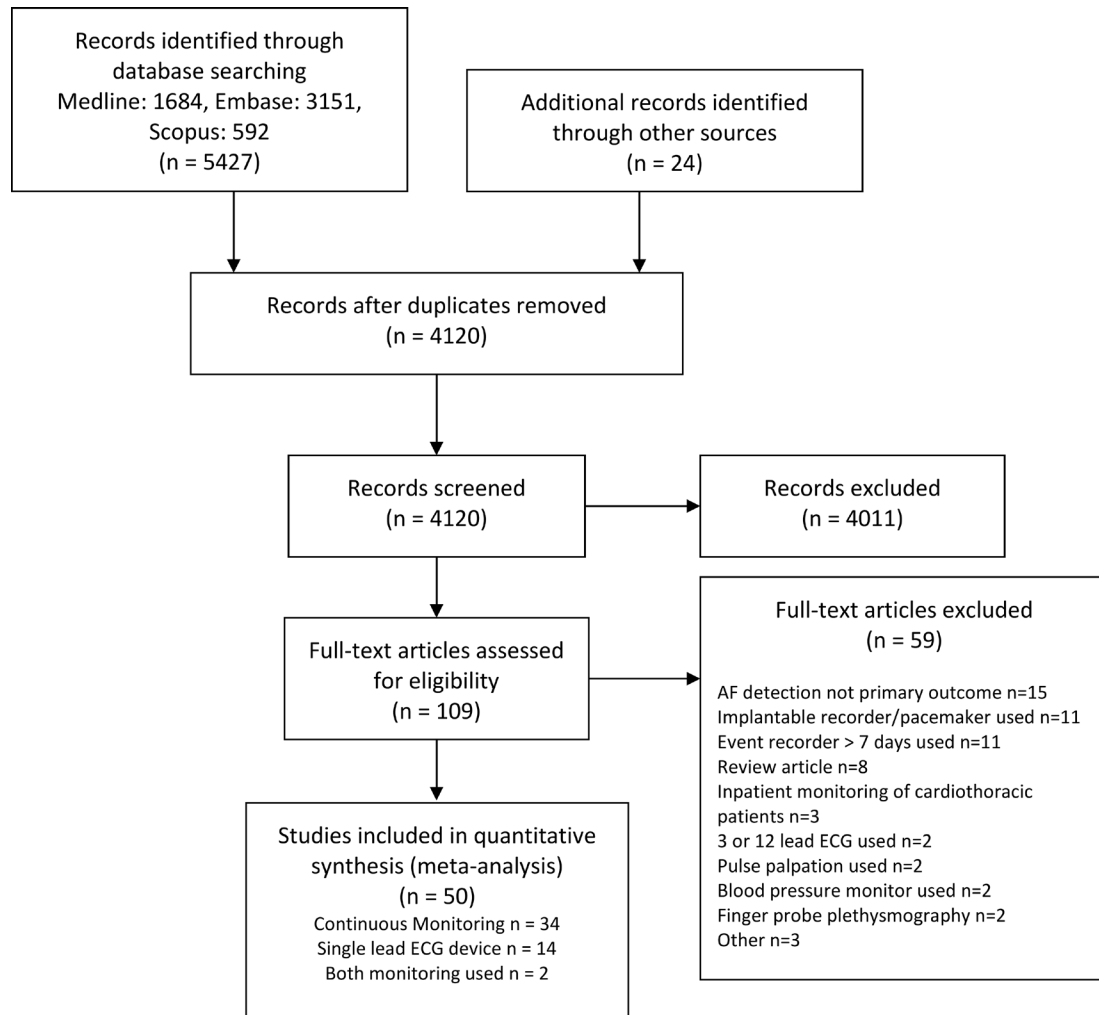 Records identified through
database searching
Medline: 1684, Embase: 3151,
Scopus: 592
(n = 5427)
Additional records identified
through other sources
(n = 24)
Records after duplicates removed
(n = 4120)
Records screened
(n = 4120)
Records excluded
(n = 4011)
Full-text articles assessed
for eligibility
(n = 109)
Full-text articles excluded
(n = 59)
AF detection not primary outcome n=15
Implantable recorder/pacemaker used n=11
Event recorder > 7 days used n=11
Review article n=8
Inpatient monitoring of cardiothoracic
patients n=3
3 or 12 lead ECG used n=2
Pulse palpation used n=2
Blood pressure monitor used n=2
Finger probe plethysmography n=2
Other n=3
Studies included in quantitative
synthesis (meta-analysis)
(n = 50)
Continuous Monitoring n = 34
Single lead ECG device n = 14
Both monitoring used n = 2